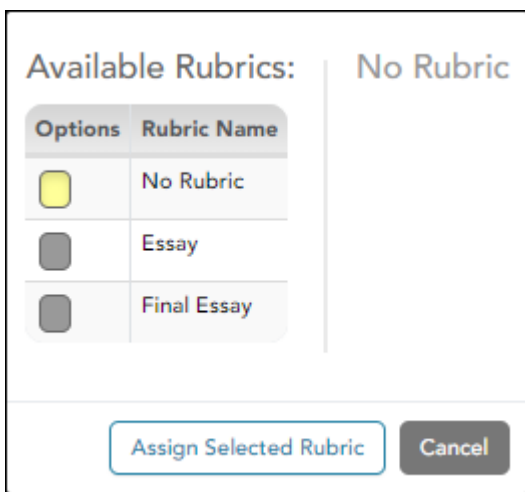 Available Rubrics:
No Rubric
Options Rubric Name
No Rubric
Essay
Final Essay
Assign Selected Rubric
Cancel